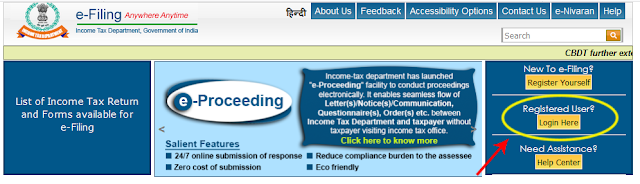 e-Filing Anywhere Anytime
Income Tax Department, Government of India
हिन्दी About Us Feedback Accessibility Options Contact Us e-Nivaran Help
Search
CBDT further exte
List of Income Tax Return
and Forms available for
e-Filing
e-Proceeding
Income-tax department has launched
"e-Proceeding" facility to conduct proceedings
electronically. It enables seamless flow of
Letter(s)/Notice(s)/Communication,
Questionnaire(s), Order(s) etc. between
Income Tax Department and taxpayer without
taxpayer visiting income tax office.
Click here to know more
Salient Features
24/7 online submission of response
Reduce compliance burden to the assessee
Zero cost of submission
Eco friendly
New To e-Filing?
Register Yourself
Registered User?
Login Here
Need Assistance?
Help Center